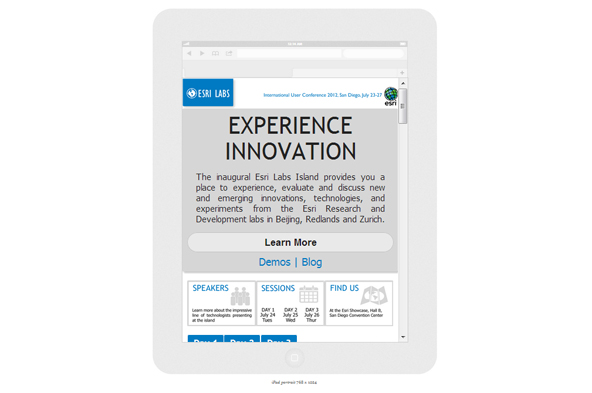 ESRI LABS
International User Conference 2012, San Diego, July 23-27
esri
EXPERIENCE
INNOVATION
The inaugural Esri Labs Island provides you a
place to experience, evaluate and discuss new
and emerging innovations, technologies, and
experiments from the Esri Research and
Development labs in Beijing, Redlands and Zurich.
Learn More
Demos | Blog
SPEAKERS
Learn more about the impressive
line of technologists presenting
at the island
SESSIONS
DAY 1 DAY 2 DAY 3
July 24 July 25 July 26
Tues Wed Thur
FIND US
At the Esri Showcase, Hall B,
San Diego Convention Center
Day 1 Day 2 Day 3
iPad portrait 768 x 1024